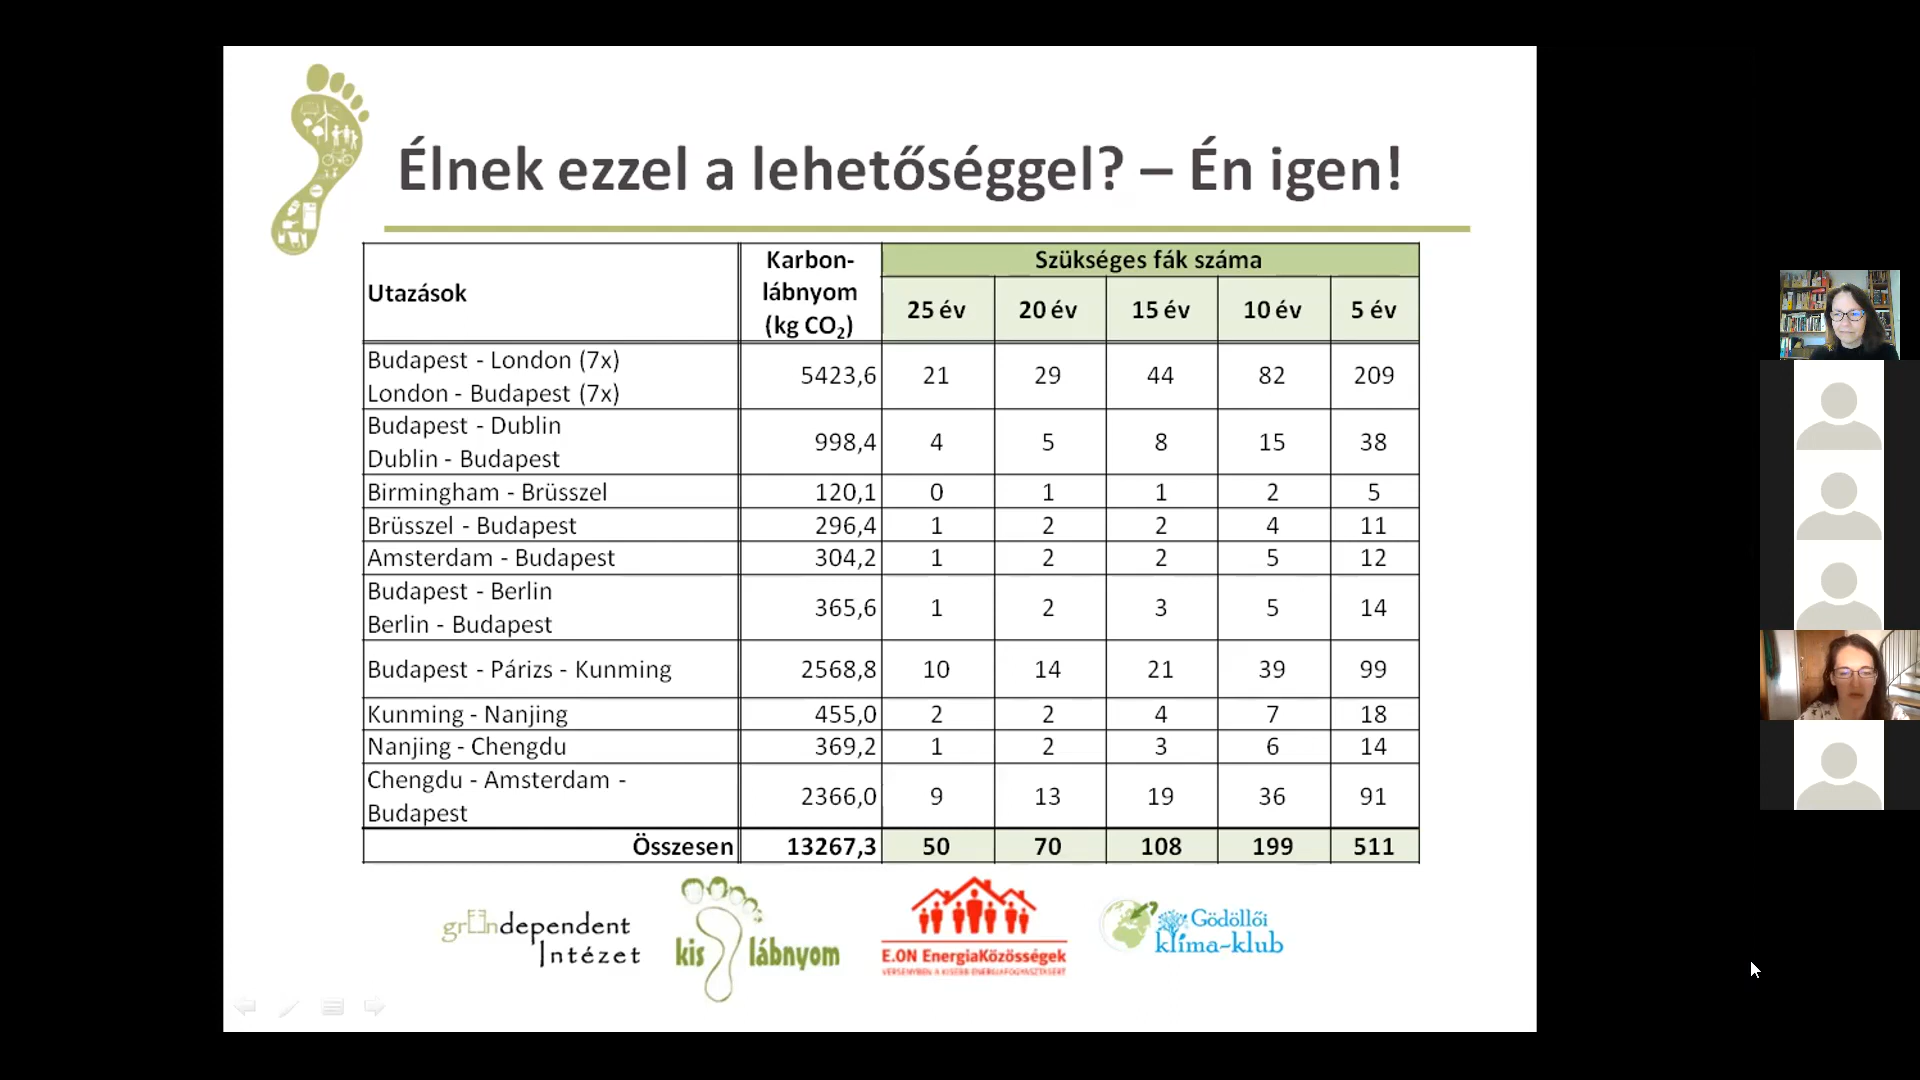 Élnek ezzel a lehetőséggel? – Én igen!
Utazások
Karbon-
lábnyom
(kg CO₂)
Szükséges fák száma
25 év 20 év 15 év 10 év 5 év
Budapest - London (7x)
London - Budapest (7x)
5423,6 21 29 44 82 209
Budapest - Dublin
Dublin - Budapest
998,4 4 5 8 15 38
Birmingham - Brüsszel 120,1 0 1 1 2 5
Brüsszel - Budapest 296,4 1 2 2 4 11
Amsterdam - Budapest 304,2 1 2 2 5 12
Budapest - Berlin
Berlin - Budapest
365,6 1 2 3 5 14
Budapest - Párizs - Kunming 2568,8 10 14 21 39 99
Kunming - Nanjing 455,0 2 2 4 7 18
Nanjing - Chengdu 369,2 1 2 3 6 14
Chengdu - Amsterdam -
Budapest
2366,0 9 13 19 36 91
Összesen 13267,3 50 70 108 199 511
gründependent
Intézet
kis lábnyom
E.ON EnergiaKözösségek
VERSENYBEN A KISEBB ENERGIAFOGYASZTÁSÉRT
Gödöllői
klíma-klub